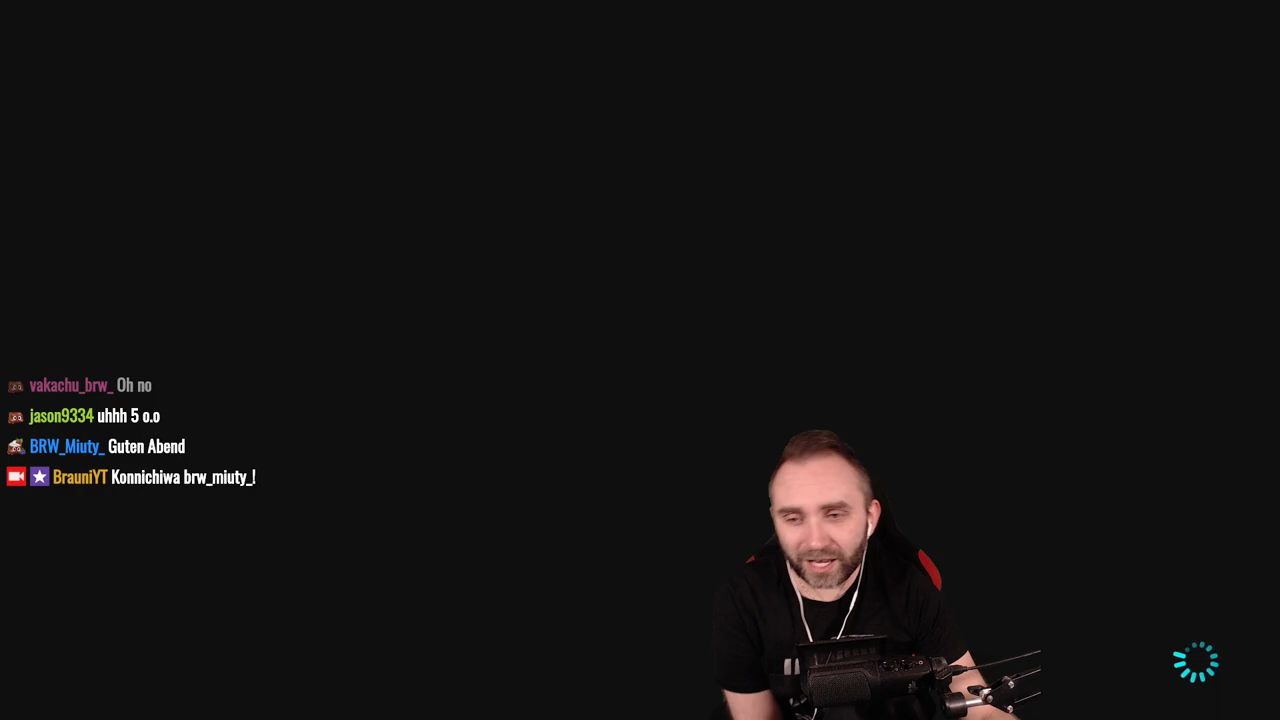 vakachu_brw_ Oh no
jason9334 uhhh 5 o.o
BRW_Miuty_ Guten Abend
BrauniYT Konnichiwa brw_miuty_!